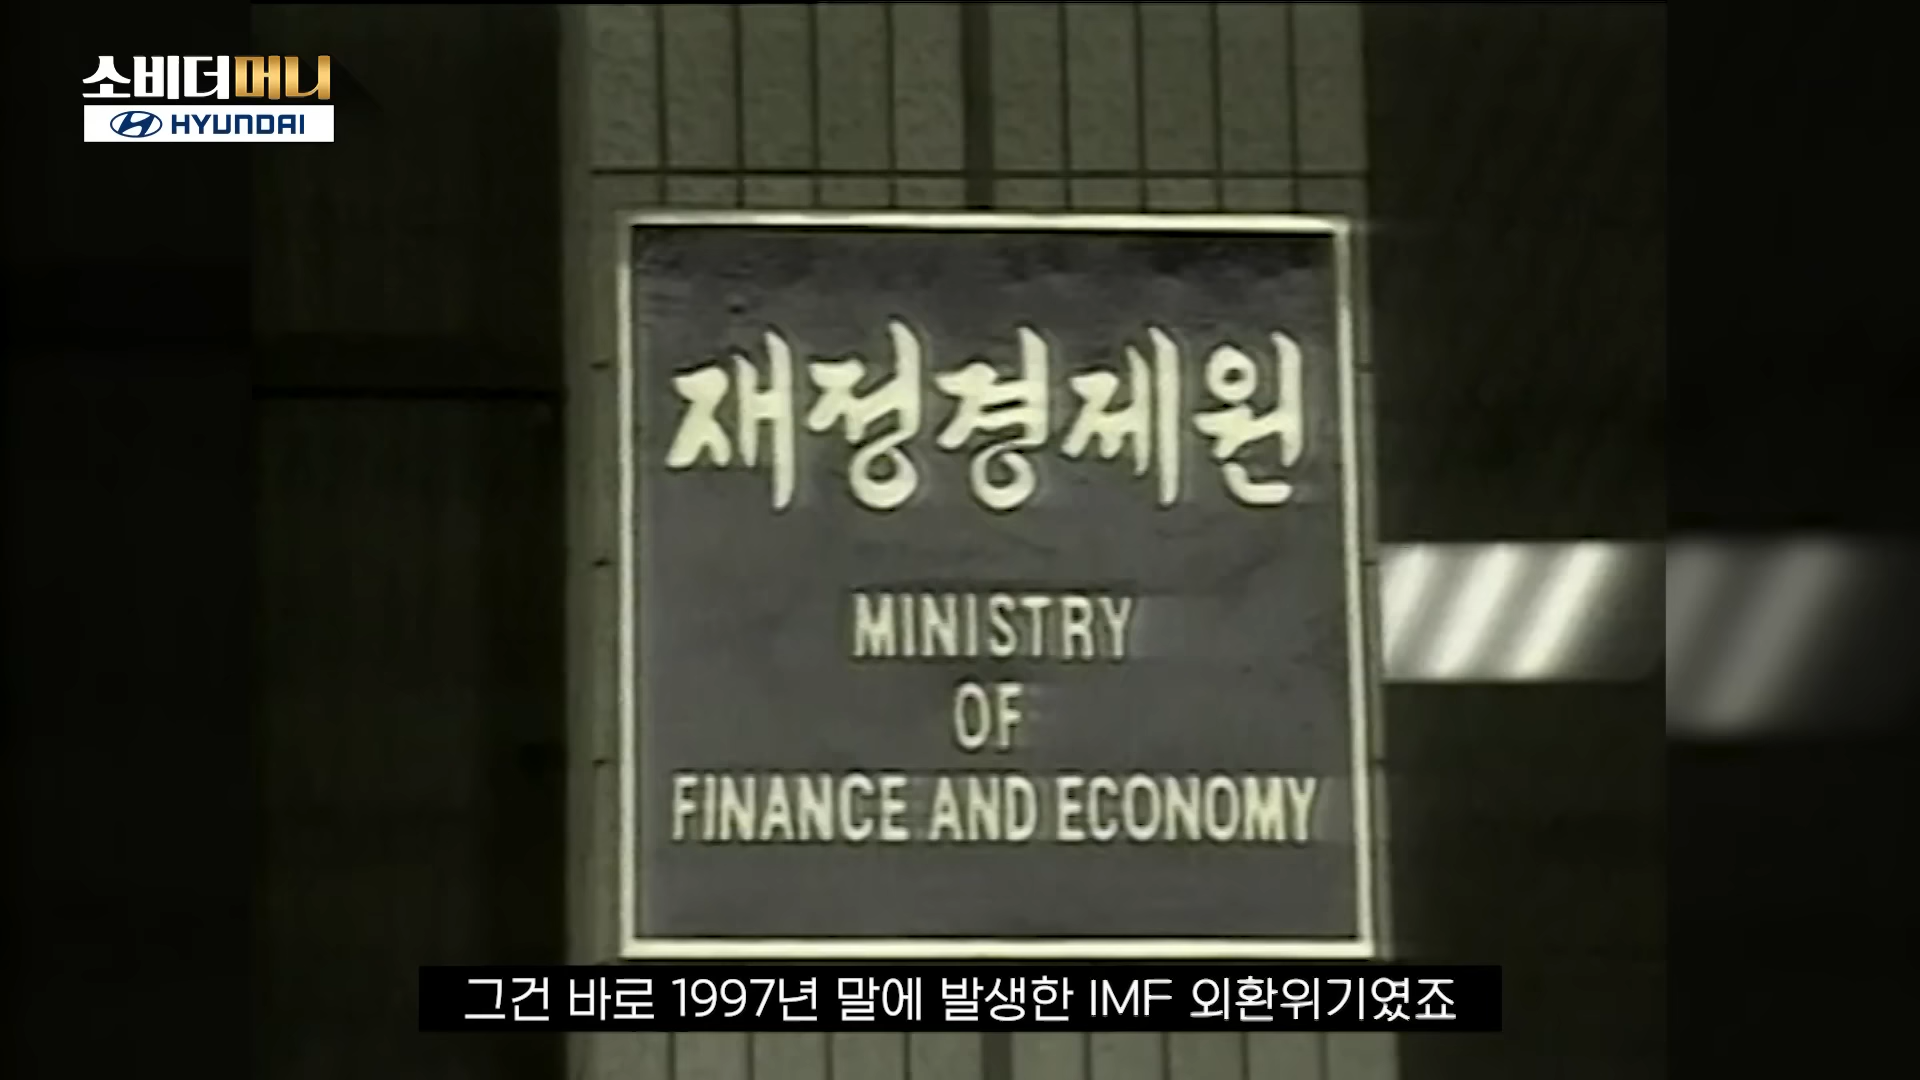 소비더머니
HYUNDAI
재정경제원
MINISTRY
OF
FINANCE AND ECONOMY
그건 바로 1997년 말에 발생한 IMF 외환위기였죠